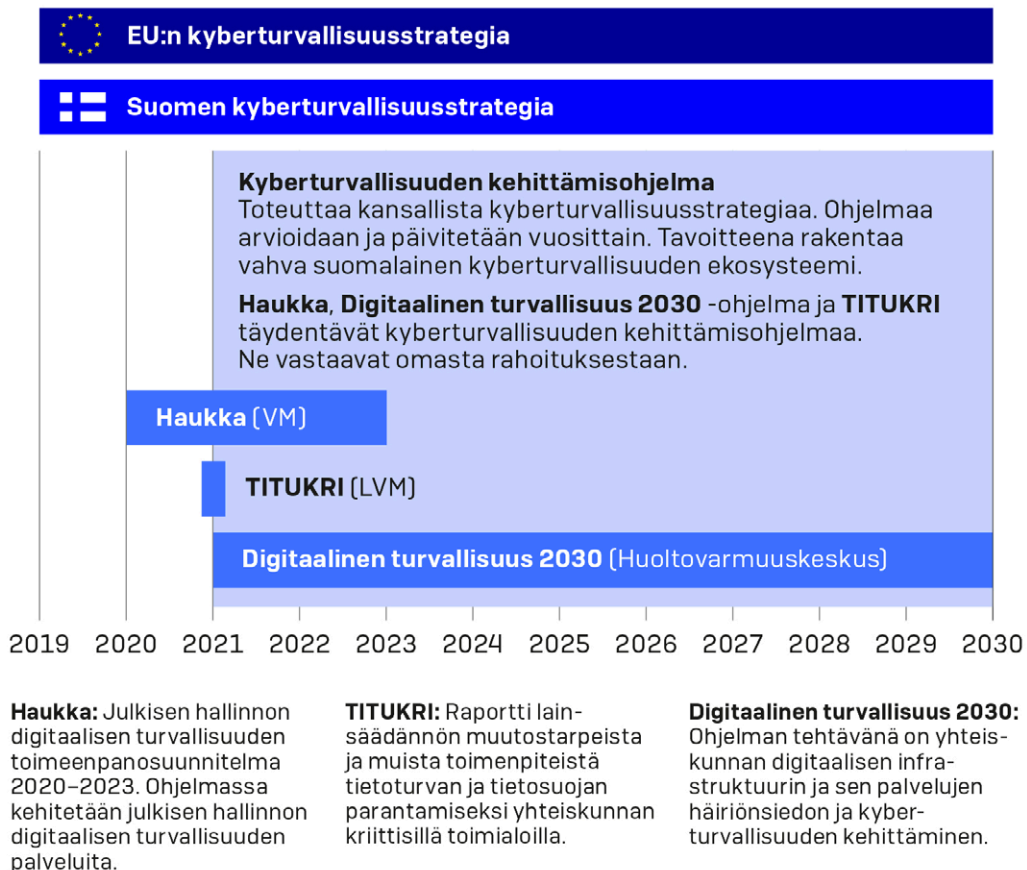 EU:n kyberturvallisuusstrategia
Suomen kyberturvallisuusstrategia
Kyberturvallisuuden kehittämisohjelma
Toteuttaa kansallista kyberturvallisuusstrategiaa. Ohjelmaa
arvioidaan ja päivitetään vuosittain. Tavoitteena rakentaa
vahva suomalainen kyberturvallisuuden ekosysteemi.
Haukka, Digitaalinen turvallisuus 2030 -ohjelma ja TITUKRI
täydentävät kyberturvallisuuden kehittämisohjelmaa.
Ne vastaavat omasta rahoituksestaan.
Haukka (VM)
TITUKRI (LVM)
Digitaalinen turvallisuus 2030 (Huoltovarmuuskeskus)
2019 2020 2021 2022 2023 2024 2025 2026 2027 2028 2029 2030
Haukka: Julkisen hallinnon
digitaalisen turvallisuuden
toimeenpanosuunnitelma
2020–2023. Ohjelmassa
kehitetään julkisen hallinnon
digitaalisen turvallisuuden
palveluita.
TITUKRI: Raportti lain-
säädännön muutostarpeista
ja muista toimenpiteistä
tietoturvan ja tietosuojan
parantamiseksi yhteiskunnan
kriittisillä toimialoilla.
Digitaalinen turvallisuus 2030:
Ohjelman tehtävänä on yhteis-
kunnan digitaalisen infra-
struktuurin ja sen palvelujen
häiriönsiedon ja kyber-
turvallisuuden kehittäminen.